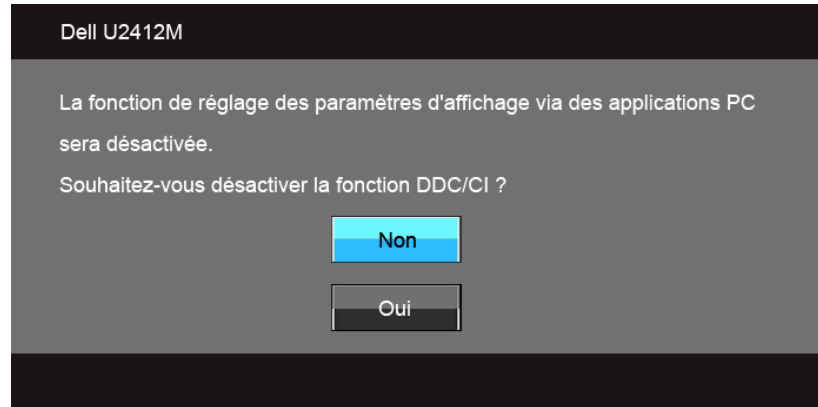 Dell U2412M
La fonction de réglage des paramètres d'affichage via des applications PC
sera désactivée.
Souhaitez-vous désactiver la fonction DDC/CI ?
Non
Oui